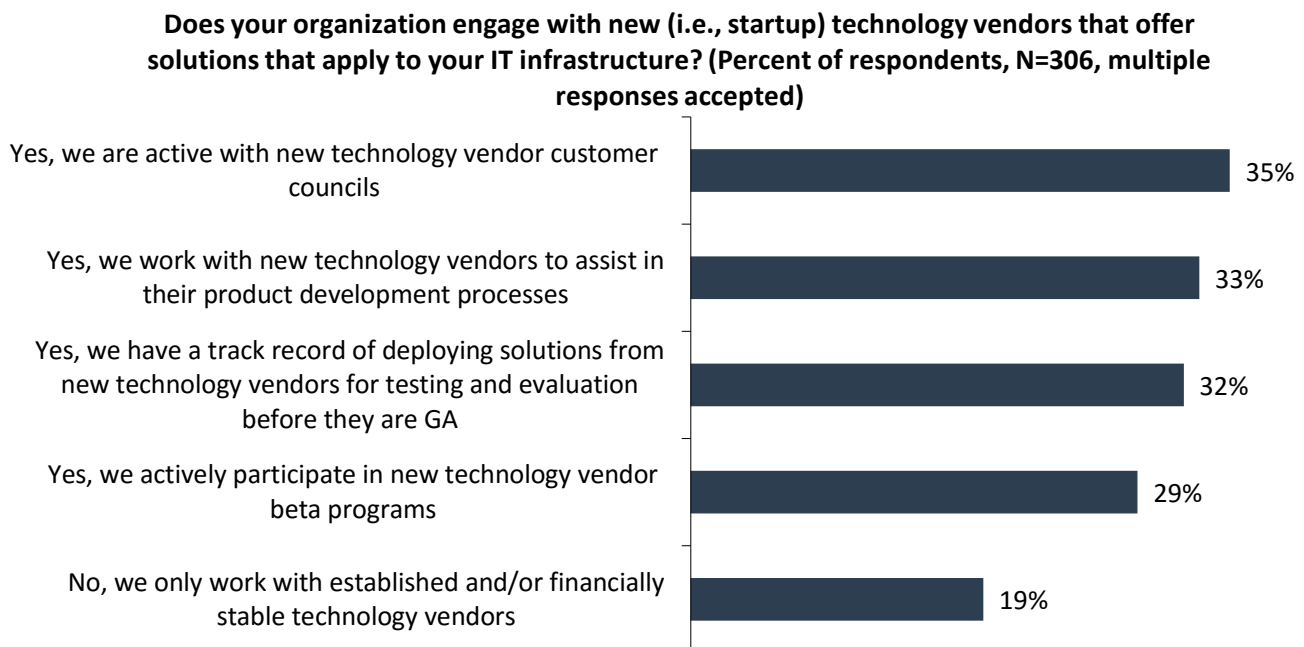 Does your organization engage with new (i.e., startup) technology vendors that offer
solutions that apply to your IT infrastructure? (Percent of respondents, N=306, multiple
responses accepted)
Yes, we are active with new technology vendor customer
councils
35%
Yes, we work with new technology vendors to assist in
their product development processes
33%
Yes, we have a track record of deploying solutions from
new technology vendors for testing and evaluation
before they are GA
32%
Yes, we actively participate in new technology vendor
beta programs
29%
No, we only work with established and/or financially
stable technology vendors
19%